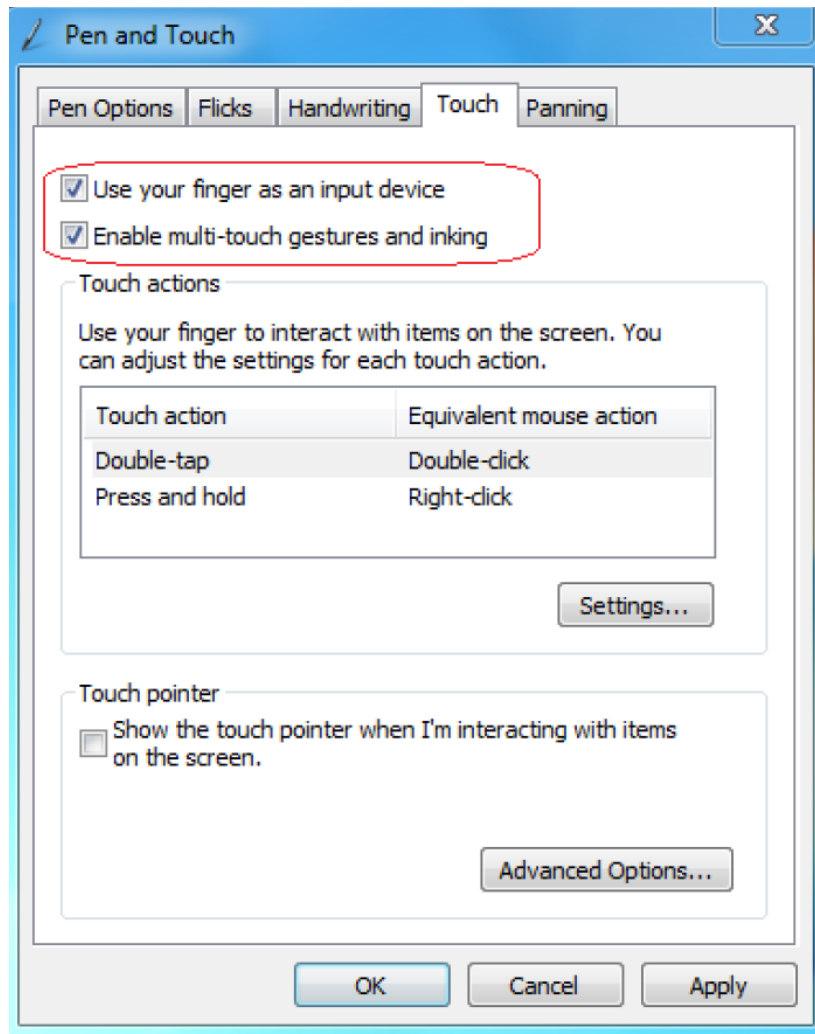 Pen and Touch
Pen Options Flicks Handwriting Touch Panning
Use your finger as an input device
Enable multi-touch gestures and inking
Touch actions
Use your finger to interact with items on the screen. You
can adjust the settings for each touch action.
Touch action Equivalent mouse action
Double-tap Double-click
Press and hold Right-click
Settings...
Touch pointer
Show the touch pointer when I'm interacting with items
on the screen.
Advanced Options...
OK Cancel Apply